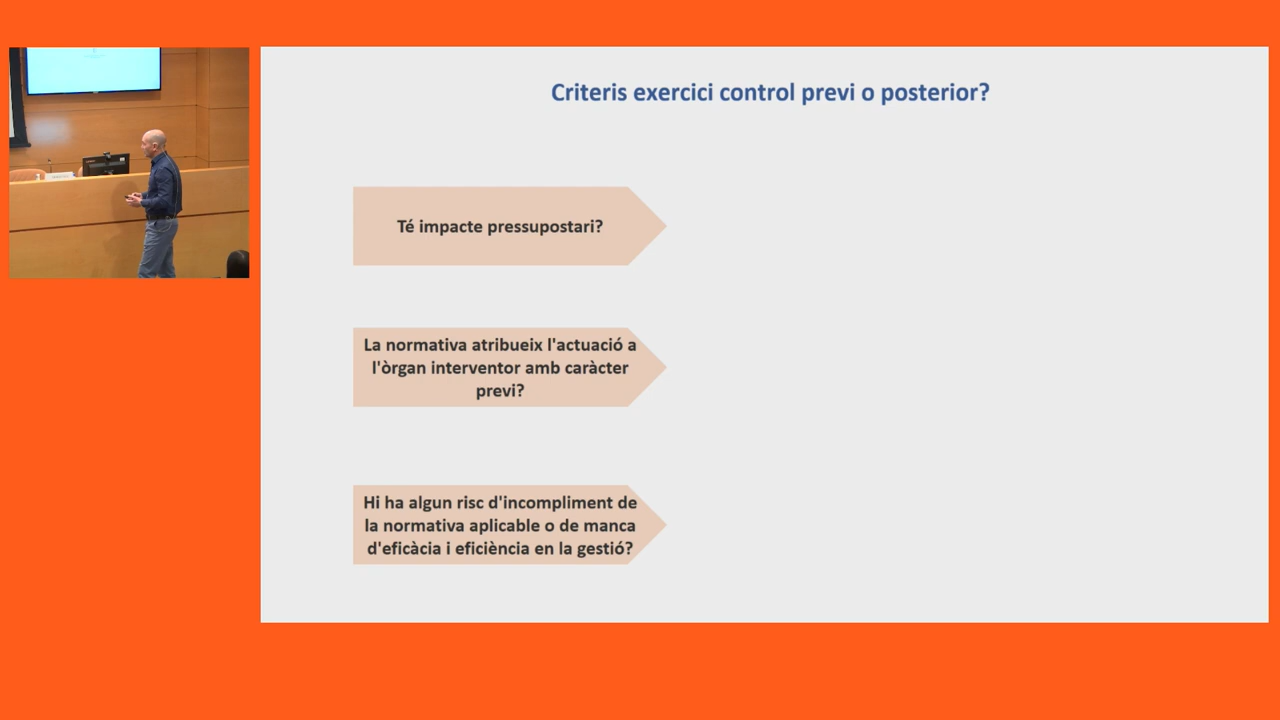 Criteris exercici control previ o posterior?
Té impacte pressupostari?
La normativa atribueix l'actuació a
l'òrgan interventor amb caràcter
previ?
Hi ha algun risc d'incompliment de
la normativa aplicable o de manca
d'eficàcia i eficiència en la gestió?